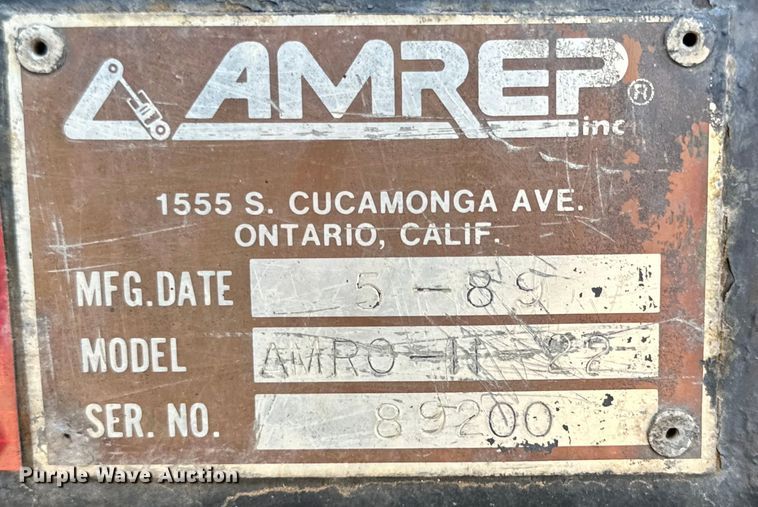 AMREP®
inc
1555 S. CUCAMONGA AVE.
ONTARIO, CALIF.
MFG. DATE 5-89
MODEL AMRO-H-22
SER. NO. 89200
Purple Wave Auction